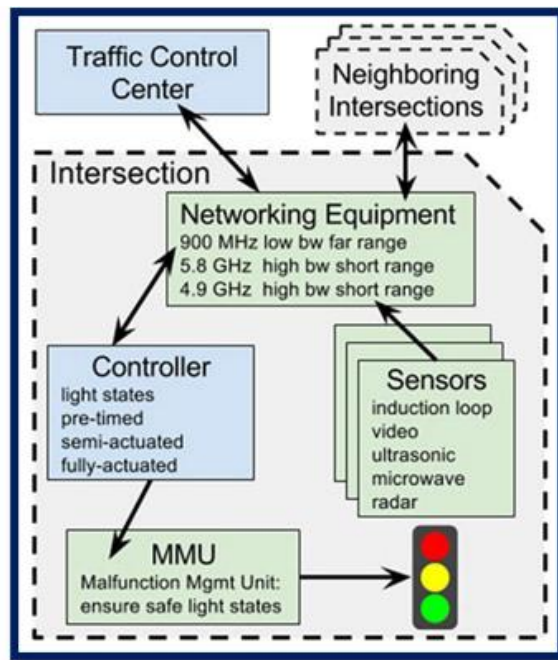 Traffic Control
Center
Neighboring
Intersections
Intersection
Networking Equipment
900 MHz low bw far range
5.8 GHz high bw short range
4.9 GHz high bw short range
Controller
light states
pre-timed
semi-actuated
fully-actuated
Sensors
induction loop
video
ultrasonic
microwave
radar
MMU
Malfunction Mgmt Unit:
ensure safe light states